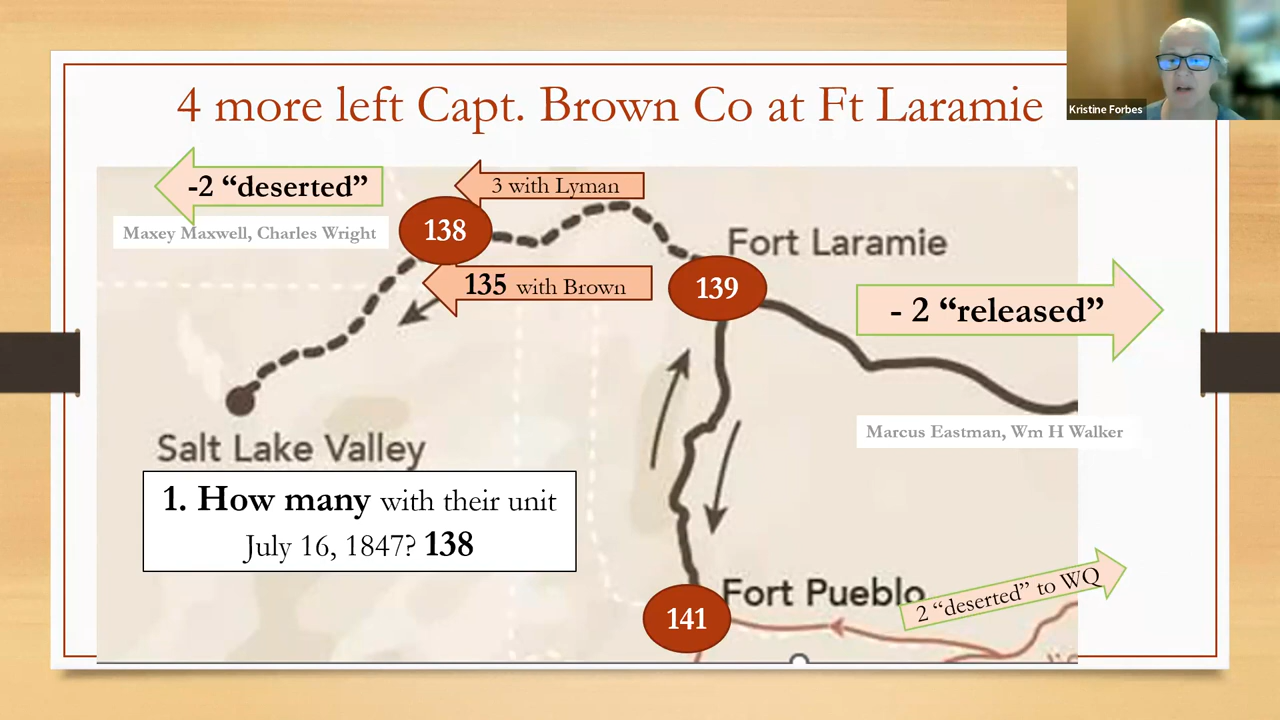 4 more left Capt. Brown Co at Ft Laramie
Kristine Forbes
-2 “deserted”
3 with Lyman
Maxey Maxwell, Charles Wright
138
Fort Laramie
135 with Brown
139
- 2 “released”
Marcus Eastman, Wm H Walker
Salt Lake Valley
1. How many with their unit
July 16, 1847? 138
Fort Pueblo
2 “deserted” to WQ
141